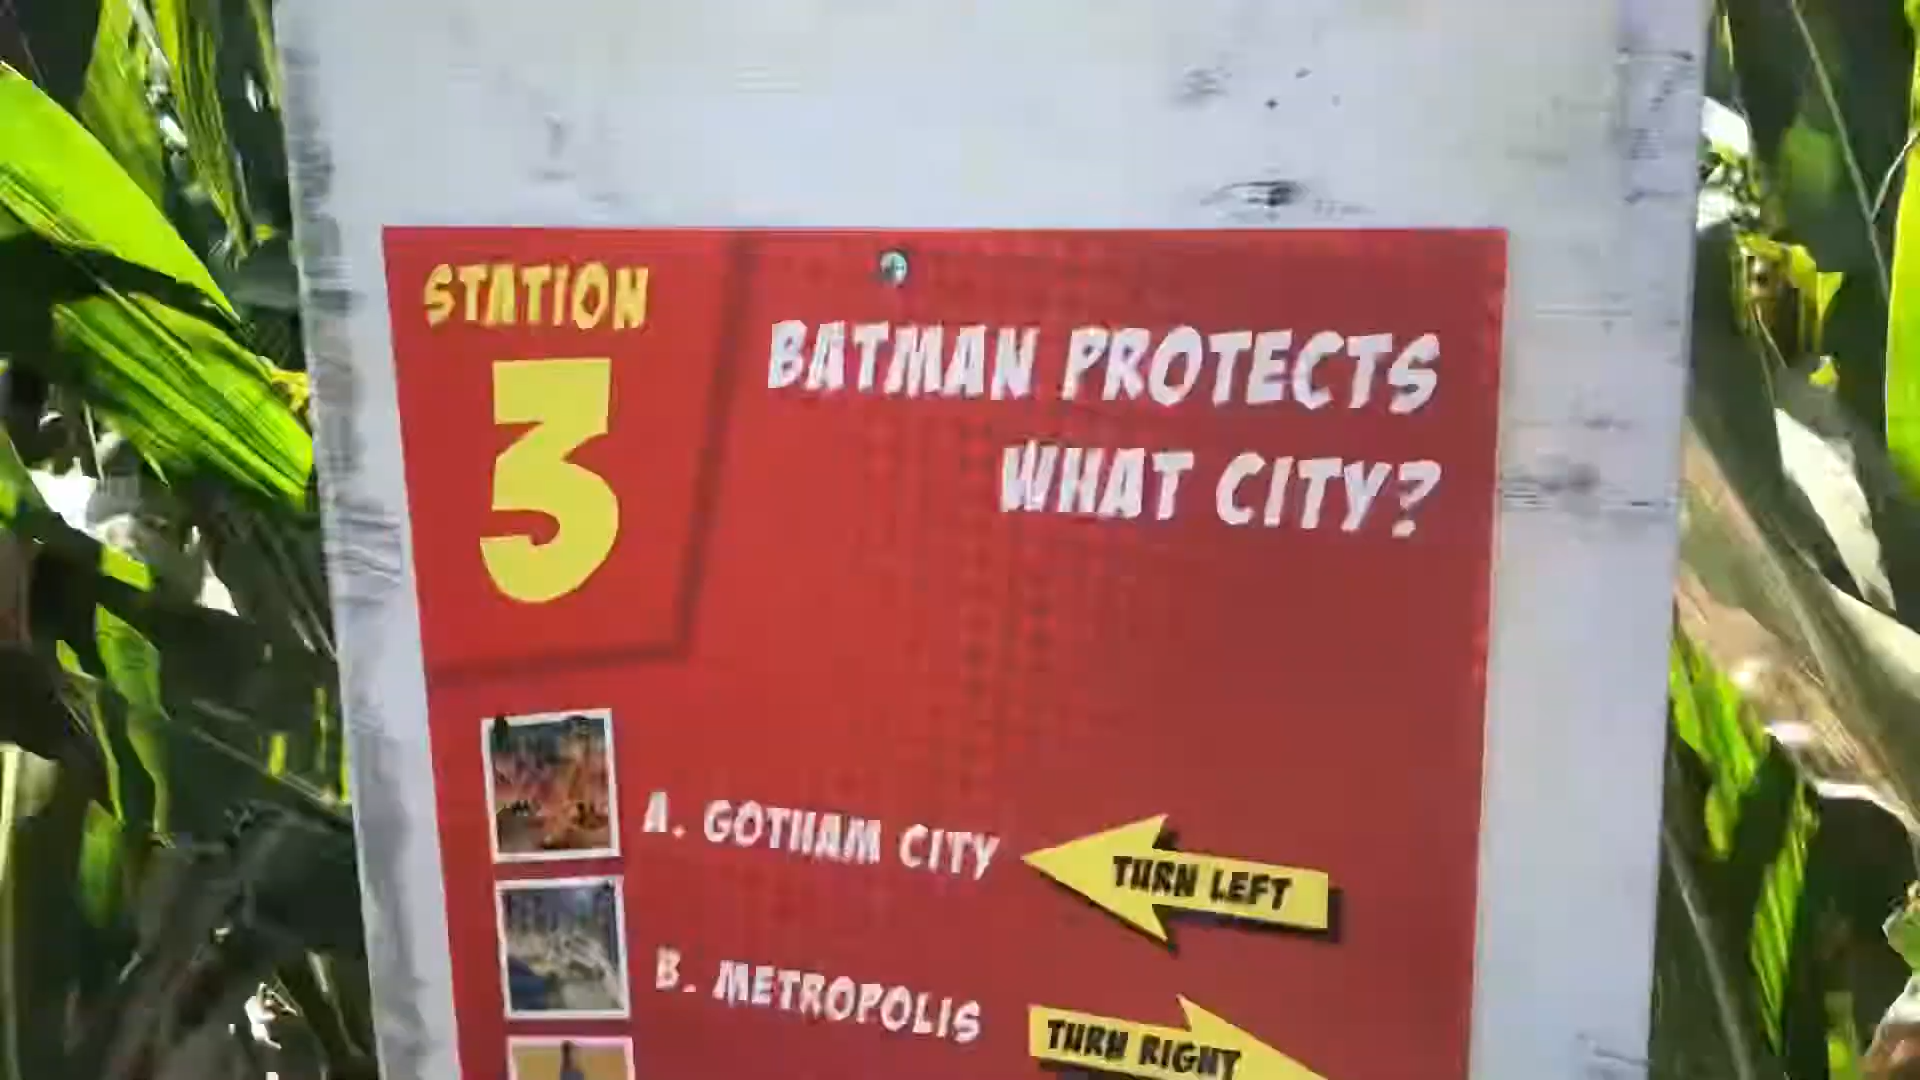 STATION
3
BATMAN PROTECTS
WHAT CITY?
A. GOTHAM CITY
TURN LEFT
B. METROPOLIS
TURN RIGHT